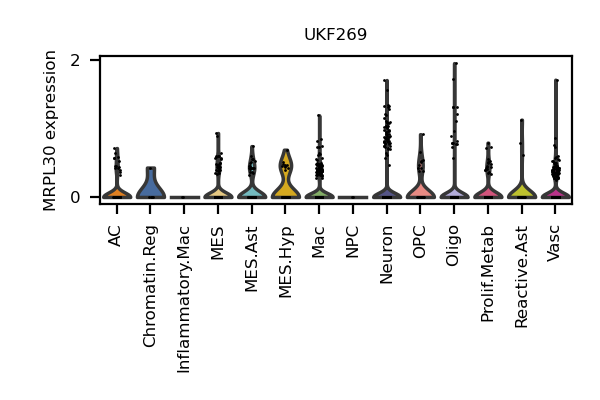 UKF269
MRPL30 expression
2
0
AC
Chromatin.Reg
Inflammatory.Mac
MES
MES.Ast
MES.Hyp
Mac
NPC
Neuron
OPC
Oligo
Prolif.Metab
Reactive.Ast
Vasc